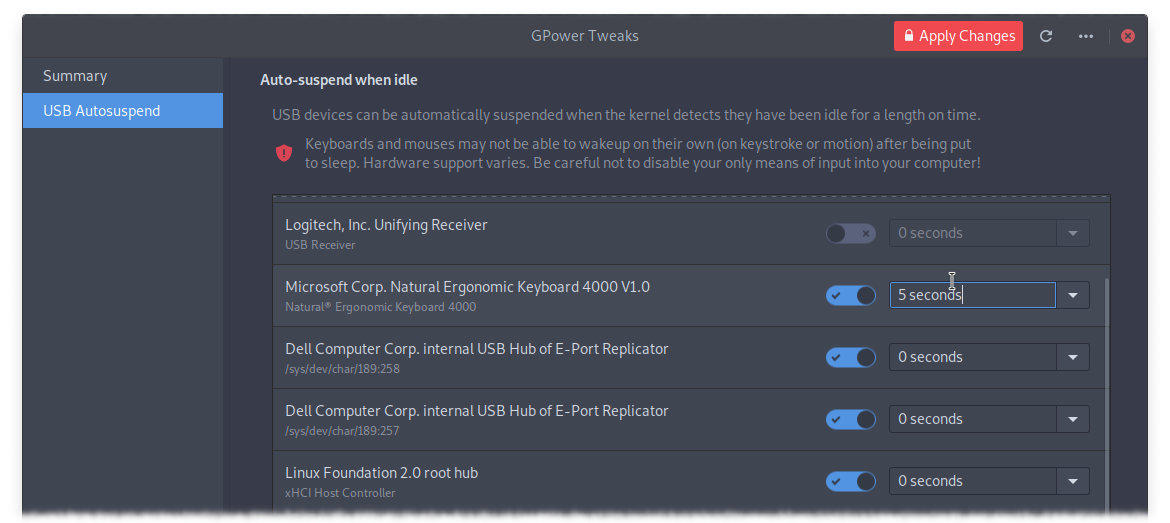 GPower Tweaks
Apply Changes
Summary
USB Autosuspend
Auto-suspend when idle
USB devices can be automatically suspended when the kernel detects they have been idle for a length on time.
Keyboards and mouses may not be able to wakeup on their own (on keystroke or motion) after being put
to sleep. Hardware support varies. Be careful not to disable your only means of input into your computer!
Logitech, Inc. Unifying Receiver
USB Receiver
0 seconds
Microsoft Corp. Natural Ergonomic Keyboard 4000 V1.0
Natural® Ergonomic Keyboard 4000
5 seconds
Dell Computer Corp. internal USB Hub of E-Port Replicator
/sys/dev/char/189:258
0 seconds
Dell Computer Corp. internal USB Hub of E-Port Replicator
/sys/dev/char/189:257
0 seconds
Linux Foundation 2.0 root hub
xHCI Host Controller
0 seconds